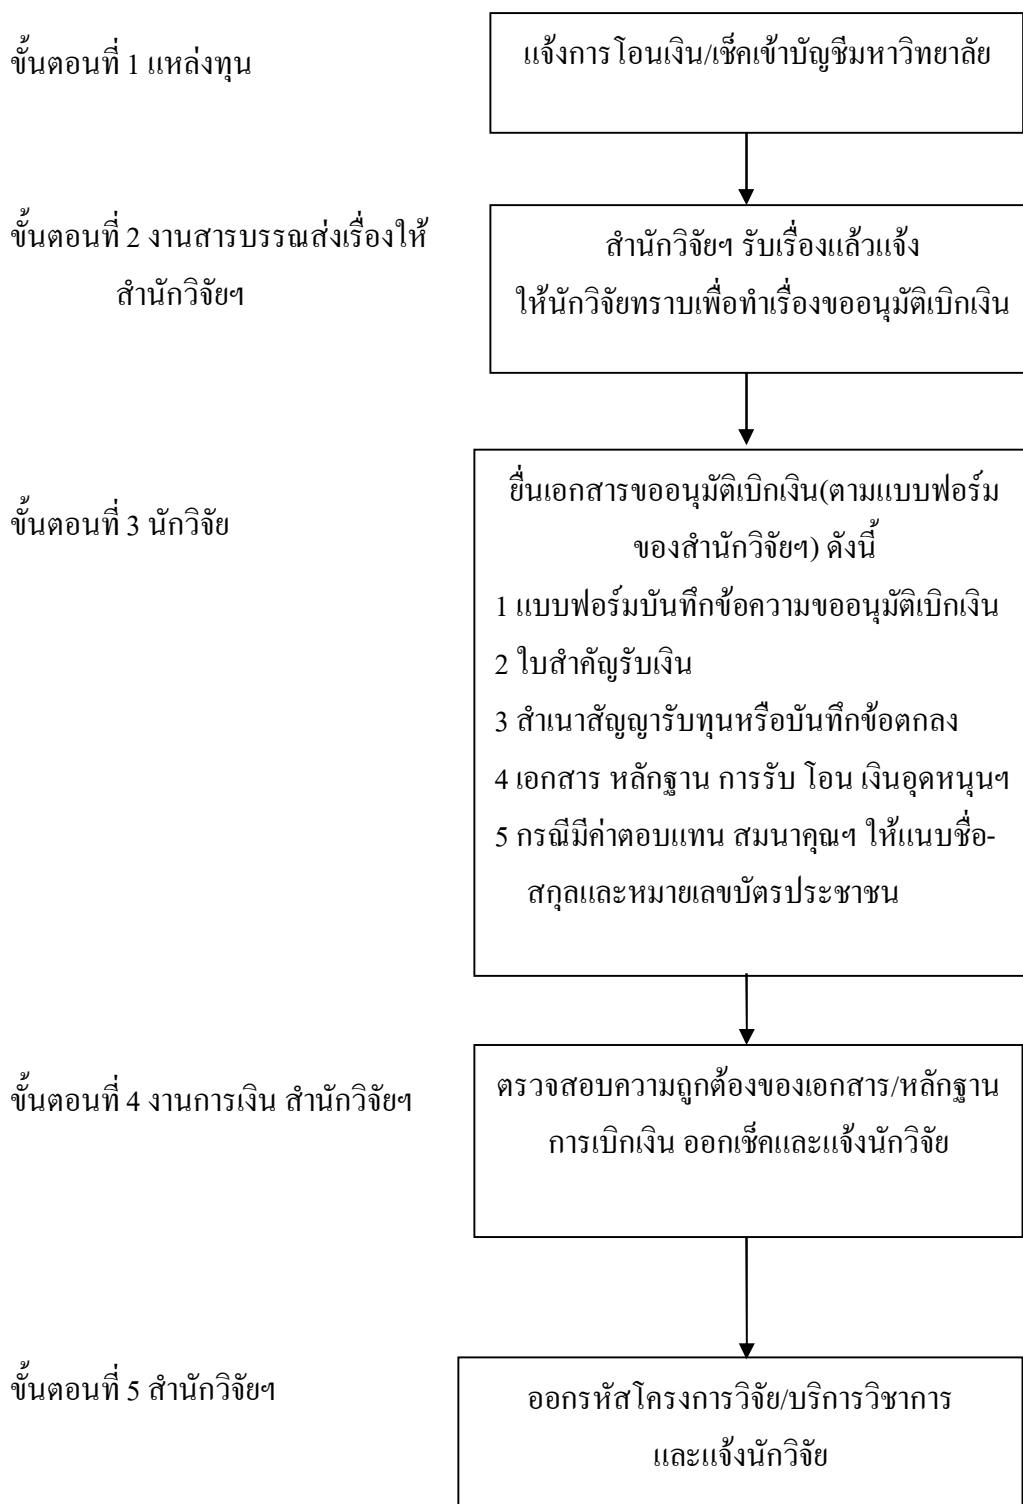 ขั้นตอนที่ 1 แหล่งทุน
แจ้งการโอนเงิน/เช็คเข้าบัญชีมหาวิทยาลัย
ขั้นตอนที่ 2 งานสารบรรณส่งเรื่องให้
สำนักวิจัยฯ
สำนักวิจัยฯ รับเรื่องแล้วแจ้ง
ให้นักวิจัยทราบเพื่อทำเรื่องขออนุมัติเบิกเงิน
ขั้นตอนที่ 3 นักวิจัย
ยื่นเอกสารขออนุมัติเบิกเงิน(ตามแบบฟอร์ม
ของสำนักวิจัยฯ) ดังนี้
1 แบบฟอร์มบันทึกข้อความขออนุมัติเบิกเงิน
2 ใบสำคัญรับเงิน
3 สำเนาสัญญารับทุนหรือบันทึกข้อตกลง
4 เอกสาร หลักฐาน การรับ โอน เงินอุดหนุนฯ
5 กรณีมีค่าตอบแทน สมนาคุณฯ ให้แนบชื่อ-
สกุลและหมายเลขบัตรประชาชน
ขั้นตอนที่ 4 งานการเงิน สำนักวิจัยฯ
ตรวจสอบความถูกต้องของเอกสาร/หลักฐาน
การเบิกเงิน ออกเช็คและแจ้งนักวิจัย
ขั้นตอนที่ 5 สำนักวิจัยฯ
ออกรหัสโครงการวิจัย/บริการวิชาการ
และแจ้งนักวิจัย